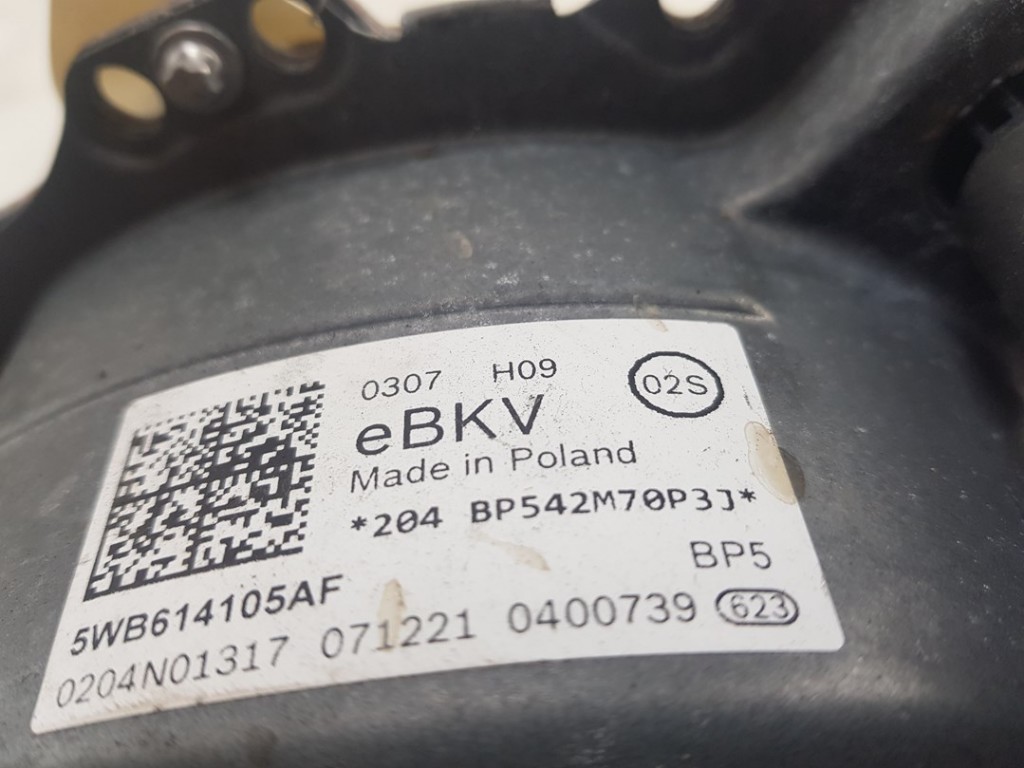 0307 H09 02S
eBKV
Made in Poland
*204 BP542M70P3J*
BP5
5WB614105AF
0204N01317 071221 0400739 623